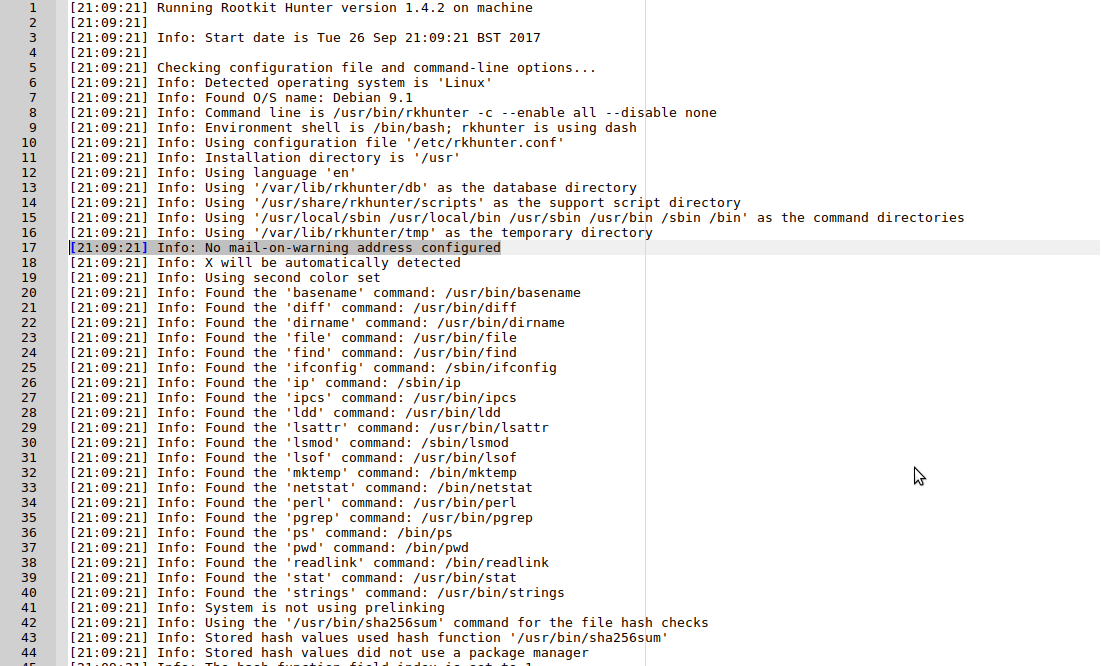 1 [21:09:21] Running Rootkit Hunter version 1.4.2 on machine
2 [21:09:21]
3 [21:09:21] Info: Start date is Tue 26 Sep 21:09:21 BST 2017
4 [21:09:21]
5 [21:09:21] Checking configuration file and command-line options...
6 [21:09:21] Info: Detected operating system is 'Linux'
7 [21:09:21] Info: Found O/S name: Debian 9.1
8 [21:09:21] Info: Command line is /usr/bin/rkhunter -c --enable all --disable none
9 [21:09:21] Info: Environment shell is /bin/bash; rkhunter is using dash
10 [21:09:21] Info: Using configuration file '/etc/rkhunter.conf'
11 [21:09:21] Info: Installation directory is '/usr'
12 [21:09:21] Info: Using language 'en'
13 [21:09:21] Info: Using '/var/lib/rkhunter/db' as the database directory
14 [21:09:21] Info: Using '/usr/share/rkhunter/scripts' as the support script directory
15 [21:09:21] Info: Using '/usr/local/sbin /usr/local/bin /usr/sbin /usr/bin /sbin /bin' as the command directories
16 [21:09:21] Info: Using '/var/lib/rkhunter/tmp' as the temporary directory
17 [21:09:21] Info: No mail-on-warning address configured
18 [21:09:21] Info: X will be automatically detected
19 [21:09:21] Info: Using second color set
20 [21:09:21] Info: Found the 'basename' command: /usr/bin/basename
21 [21:09:21] Info: Found the 'diff' command: /usr/bin/diff
22 [21:09:21] Info: Found the 'dirname' command: /usr/bin/dirname
23 [21:09:21] Info: Found the 'file' command: /usr/bin/file
24 [21:09:21] Info: Found the 'find' command: /usr/bin/find
25 [21:09:21] Info: Found the 'ifconfig' command: /sbin/ifconfig
26 [21:09:21] Info: Found the 'ip' command: /sbin/ip
27 [21:09:21] Info: Found the 'ipcs' command: /usr/bin/ipcs
28 [21:09:21] Info: Found the 'ldd' command: /usr/bin/ldd
29 [21:09:21] Info: Found the 'lsattr' command: /usr/bin/lsattr
30 [21:09:21] Info: Found the 'lsmod' command: /sbin/lsmod
31 [21:09:21] Info: Found the 'lsof' command: /usr/bin/lsof
32 [21:09:21] Info: Found the 'mktemp' command: /bin/mktemp
33 [21:09:21] Info: Found the 'netstat' command: /bin/netstat
34 [21:09:21] Info: Found the 'perl' command: /usr/bin/perl
35 [21:09:21] Info: Found the 'pgrep' command: /usr/bin/pgrep
36 [21:09:21] Info: Found the 'ps' command: /bin/ps
37 [21:09:21] Info: Found the 'pwd' command: /bin/pwd
38 [21:09:21] Info: Found the 'readlink' command: /bin/readlink
39 [21:09:21] Info: Found the 'stat' command: /usr/bin/stat
40 [21:09:21] Info: Found the 'strings' command: /usr/bin/strings
41 [21:09:21] Info: System is not using prelinking
42 [21:09:21] Info: Using the '/usr/bin/sha256sum' command for the file hash checks
43 [21:09:21] Info: Stored hash values used hash function '/usr/bin/sha256sum'
44 [21:09:21] Info: Stored hash values did not use a package manager
45 [21:09:21] Info: The hash function field index is set to 1